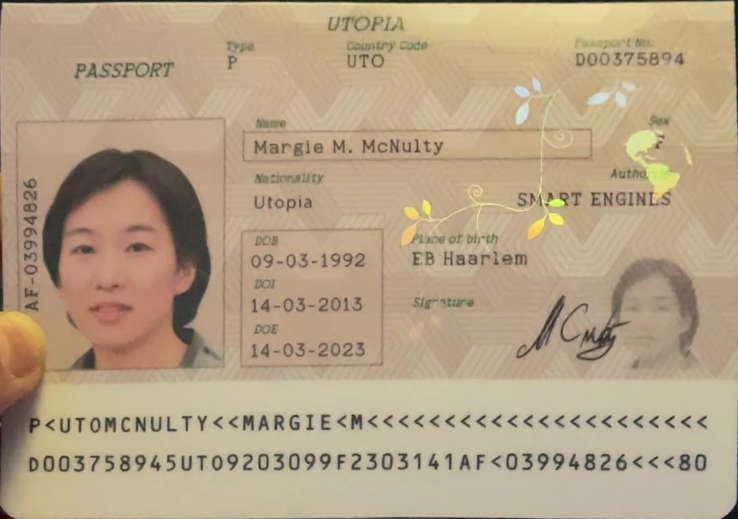 UTOPIA
Type
Country Code
Passport No.
PASSPORT
P
UTO
D00375894
Name
Sex
Margie M. McNulty
F
Nationality
Utopia
SMART ENGINES
AF-03994826
DOB
09-03-1992
Place of birth
EB Haarlem
DOI
14-03-2013
Signature
DOE
14-03-2023
P<UTOMCNULTY<<MARGIE<M<<<<<<<<<<<<<<<<<<<<<<
D003758945UTO9203099F2303141AF<03994826<<<80